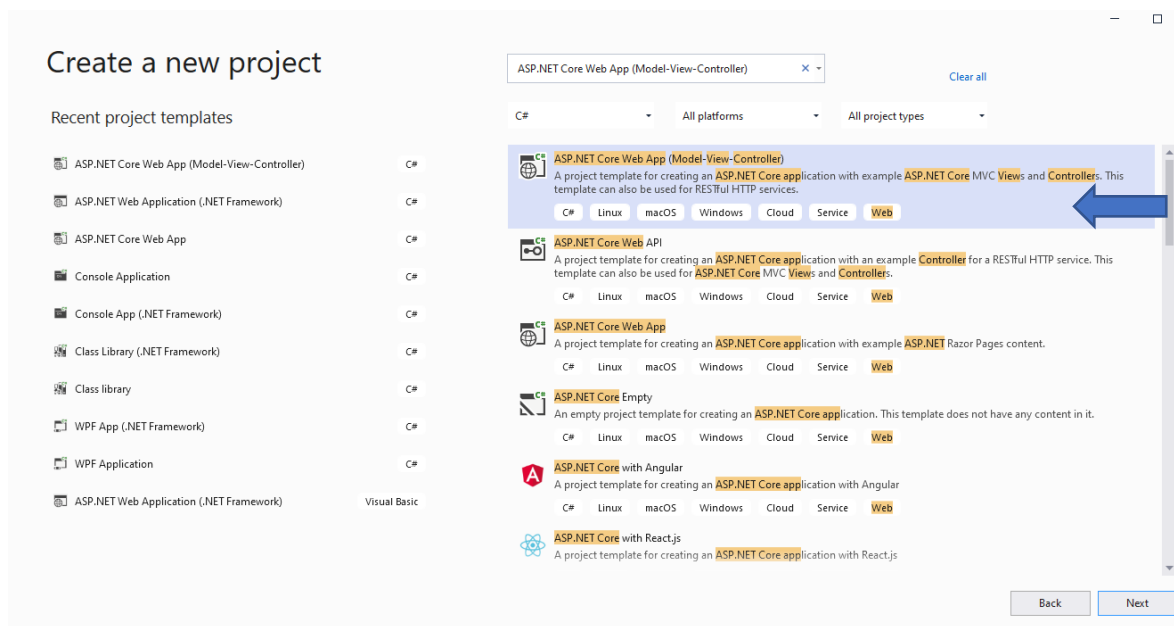 Create a new project
Recent project templates
ASP.NET Core Web App (Model-View-Controller) C#
ASP.NET Web Application (.NET Framework) C#
ASP.NET Core Web App C#
Console Application C#
Console App (.NET Framework) C#
Class Library (.NET Framework) C#
Class library C#
WPF App (.NET Framework) C#
WPF Application C#
ASP.NET Web Application (.NET Framework) Visual Basic
ASP.NET Core Web App (Model-View-Controller)
Clear all
C# All platforms All project types
ASP.NET Core Web App (Model-View-Controller)
A project template for creating an ASP.NET Core application with example ASP.NET Core MVC Views and Controllers. This
template can also be used for RESTful HTTP services.
C# Linux macOS Windows Cloud Service Web
ASP.NET Core Web API
A project template for creating an ASP.NET Core application with an example Controller for a RESTful HTTP service. This
template can also be used for ASP.NET Core MVC Views and Controllers.
C# Linux macOS Windows Cloud Service Web
ASP.NET Core Web App
A project template for creating an ASP.NET Core application with example ASP.NET Razor Pages content.
C# Linux macOS Windows Cloud Service Web
ASP.NET Core Empty
An empty project template for creating an ASP.NET Core application. This template does not have any content in it.
C# Linux macOS Windows Cloud Service Web
ASP.NET Core with Angular
A project template for creating an ASP.NET Core application with Angular
C# Linux macOS Windows Cloud Service Web
ASP.NET Core with React.js
A project template for creating an ASP.NET Core application with React.js
Back Next